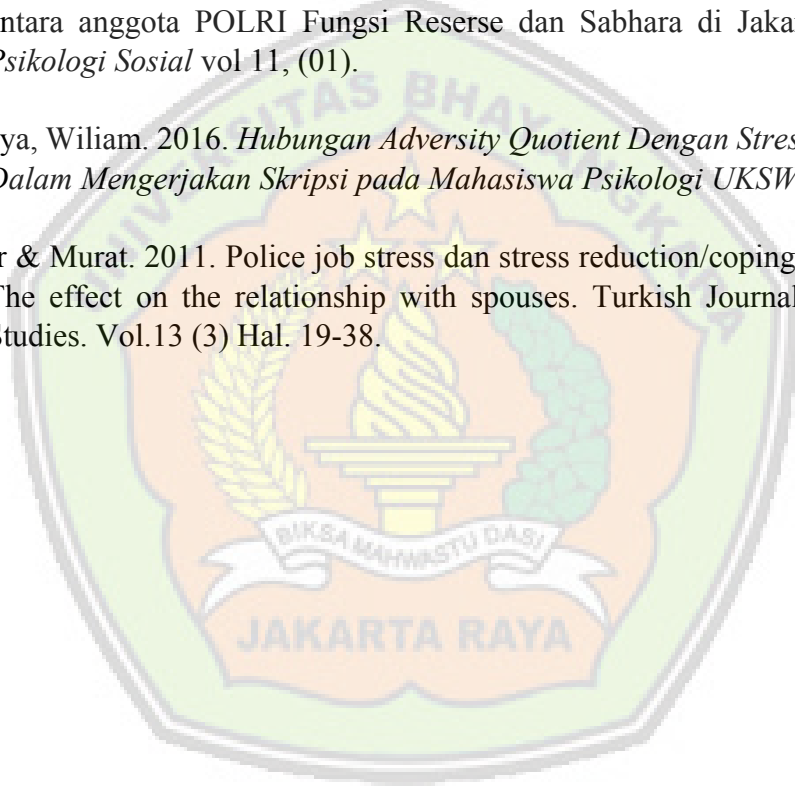 ntara anggota POLRI Fungsi Reserse dan Sabhara di Jakar
Psikologi Sosial vol 11, (01).
ya, Wiliam. 2016. Hubungan Adversity Quotient Dengan Stres
Dalam Mengerjakan Skripsi pada Mahasiswa Psikologi UKSW
r & Murat. 2011. Police job stress dan stress reduction/coping
The effect on the relationship with spouses. Turkish Journal
Studies. Vol.13 (3) Hal. 19-38.
UNIVERSITAS BHAYANGKARA
BIKSA MAHWASTU DASI
JAKARTA RAYA